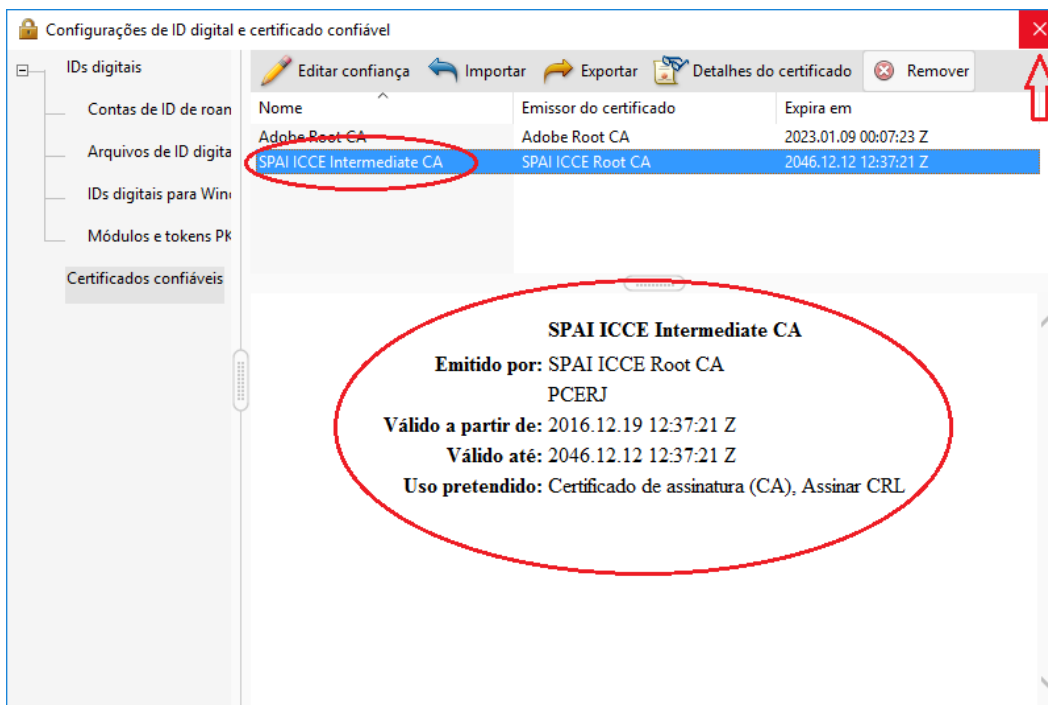 Configurações de ID digital e certificado confiável
IDs digitais
Contas de ID de roan
Arquivos de ID digita
IDs digitais para Wind
Módulos e tokens PK
Certificados confiáveis
Editar confiança Importar Exportar Detalhes do certificado Remover
Nome Emissor do certificado Expira em
Adobe Root CA Adobe Root CA 2023.01.09 00:07:23 Z
SPAI ICCE Intermediate CA SPAI ICCE Root CA 2046.12.12 12:37:21 Z
SPAI ICCE Intermediate CA
Emitido por: SPAI ICCE Root CA
PCERJ
Válido a partir de: 2016.12.19 12:37:21 Z
Válido até: 2046.12.12 12:37:21 Z
Uso pretendido: Certificado de assinatura (CA), Assinar CRL